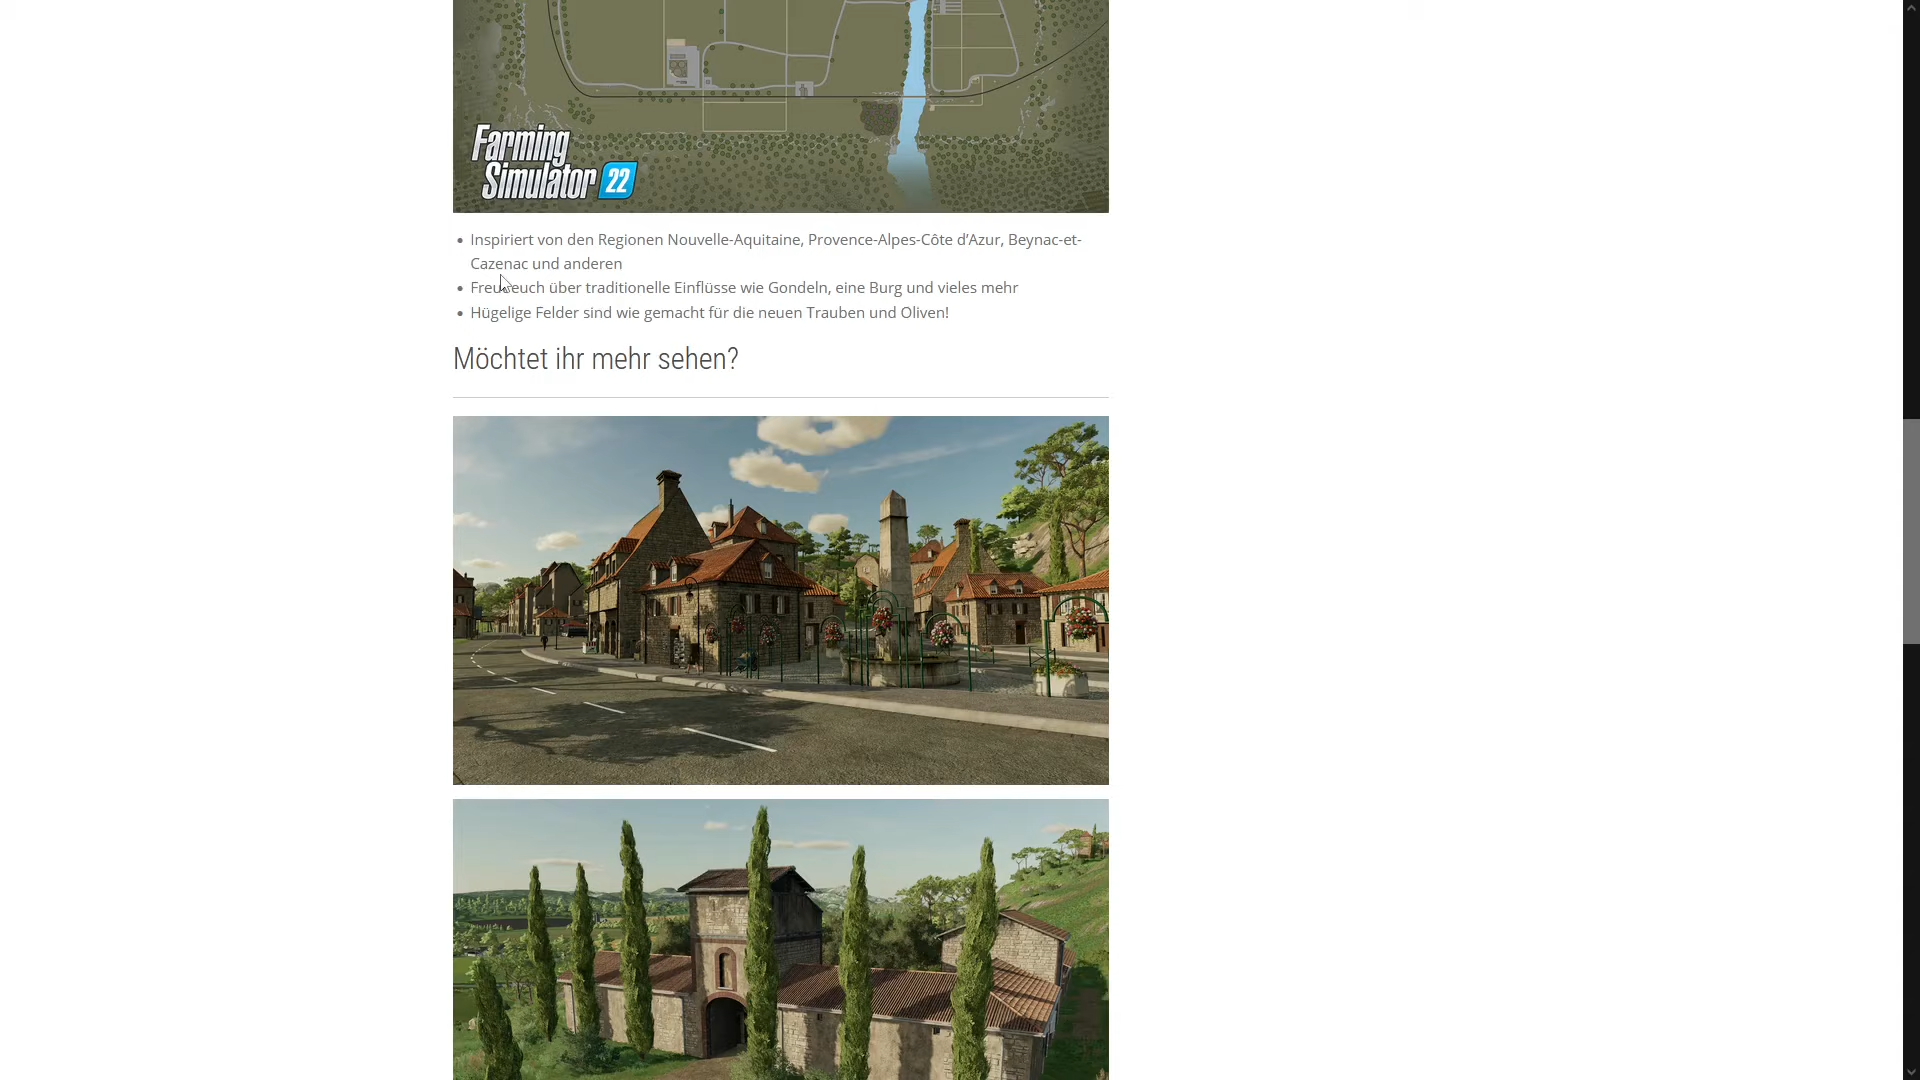 Farming
Simulator 22
Inspiriert von den Regionen Nouvelle-Aquitaine, Provence-Alpes-Côte d’Azur, Beynac-et-
Cazenac und anderen
Freut euch über traditionelle Einflüsse wie Gondeln, eine Burg und vieles mehr
Hügelige Felder sind wie gemacht für die neuen Trauben und Oliven!
Möchtet ihr mehr sehen?